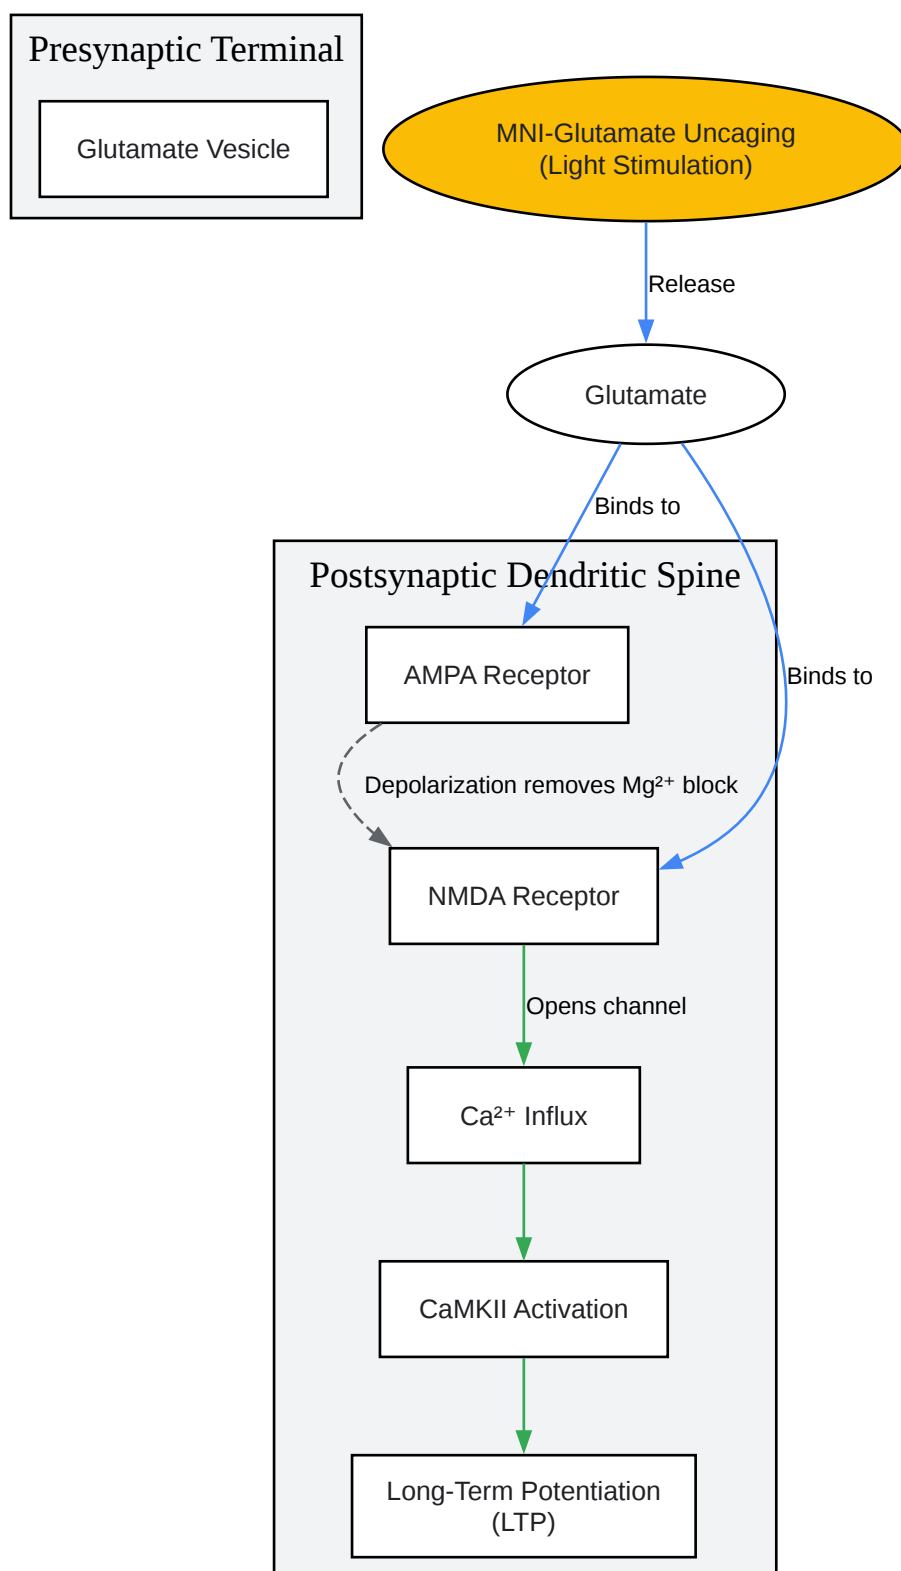 Presynaptic Terminal
Glutamate Vesicle
MNI-Glutamate Uncaging
(Light Stimulation)
Release
Glutamate
Binds to
Postsynaptic Dendritic Spine
AMPA Receptor
Binds to
Depolarization removes Mg²⁺ block
NMDA Receptor
Opens channel
Ca²⁺ Influx
CaMKII Activation
Long-Term Potentiation
(LTP)